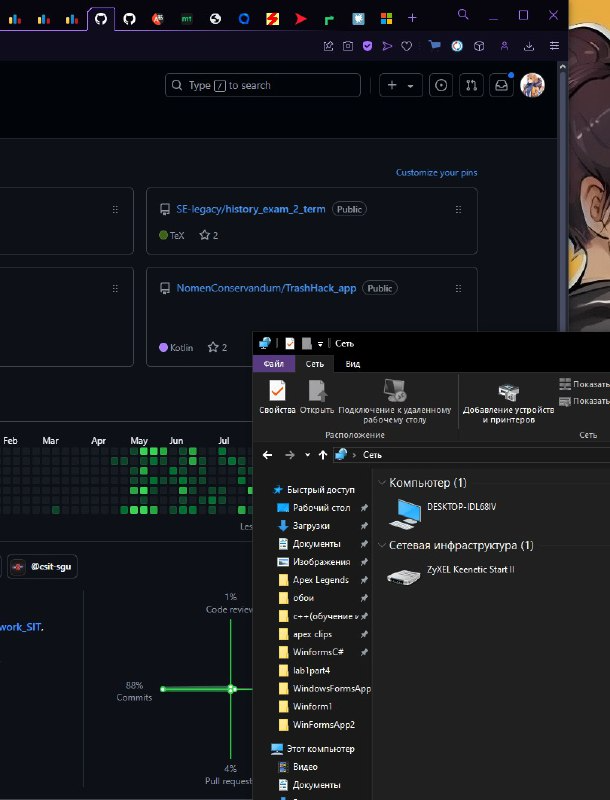 Type / to search
Customize your pins
SE-legacy/history_exam_2_term Public
TeX 2
NomenConservandum/TrashHack_app Public
Kotlin 2
Feb Mar Apr May Jun Jul
Les
@csit-sgu
work_SIT,
1%
Code review
88%
Commits
4%
Pull request
Сеть
Файл Сеть Вид
Свойства Открыть Подключение к удаленному рабочему столу
Добавление устройств и принтеров
Показать
Показать
Расположение
Сеть
Сеть
Быстрый доступ
Рабочий стол
Загрузки
Документы
Изображения
Apex Legends
обои
c++(обучение и
apex clips
WinformsC#
lab1part4
WindowsFormsApp
Winform1
WinFormsApp2
Этот компьютер
Видео
Документы
Компьютер (1)
DESKTOP-IDL68IV
Сетевая инфраструктура (1)
ZyXEL Keenetic Start II